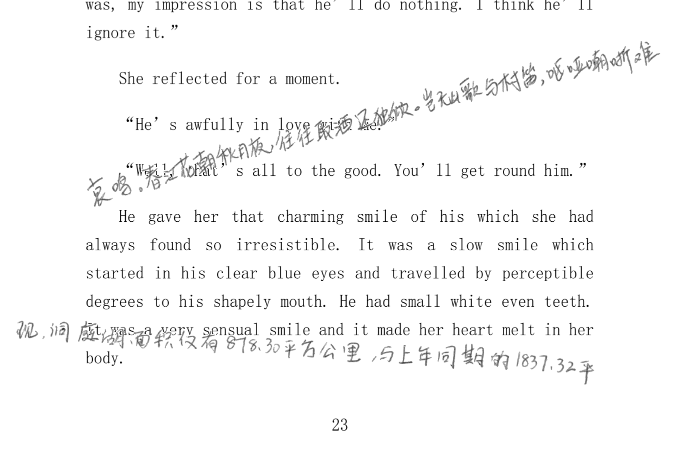 was, my impression is that he'll do nothing. I think he'll
ignore it.”
She reflected for a moment.
“He's awfully in love with me.”
“Well, that's all to the good. You'll get round him.”
哀鸣。春江花朝秋月夜,往往取酒还独倾。岂无山歌与村笛,呕哑嘲哳难
He gave her that charming smile of his which she had
always found so irresistible. It was a slow smile which
started in his clear blue eyes and travelled by perceptible
degrees to his shapely mouth. He had small white even teeth.
It was a very sensual smile and it made her heart melt in her
body.
现,洞庭湖面积仅有878.30平方公里,与上年同期的1837.32平
23